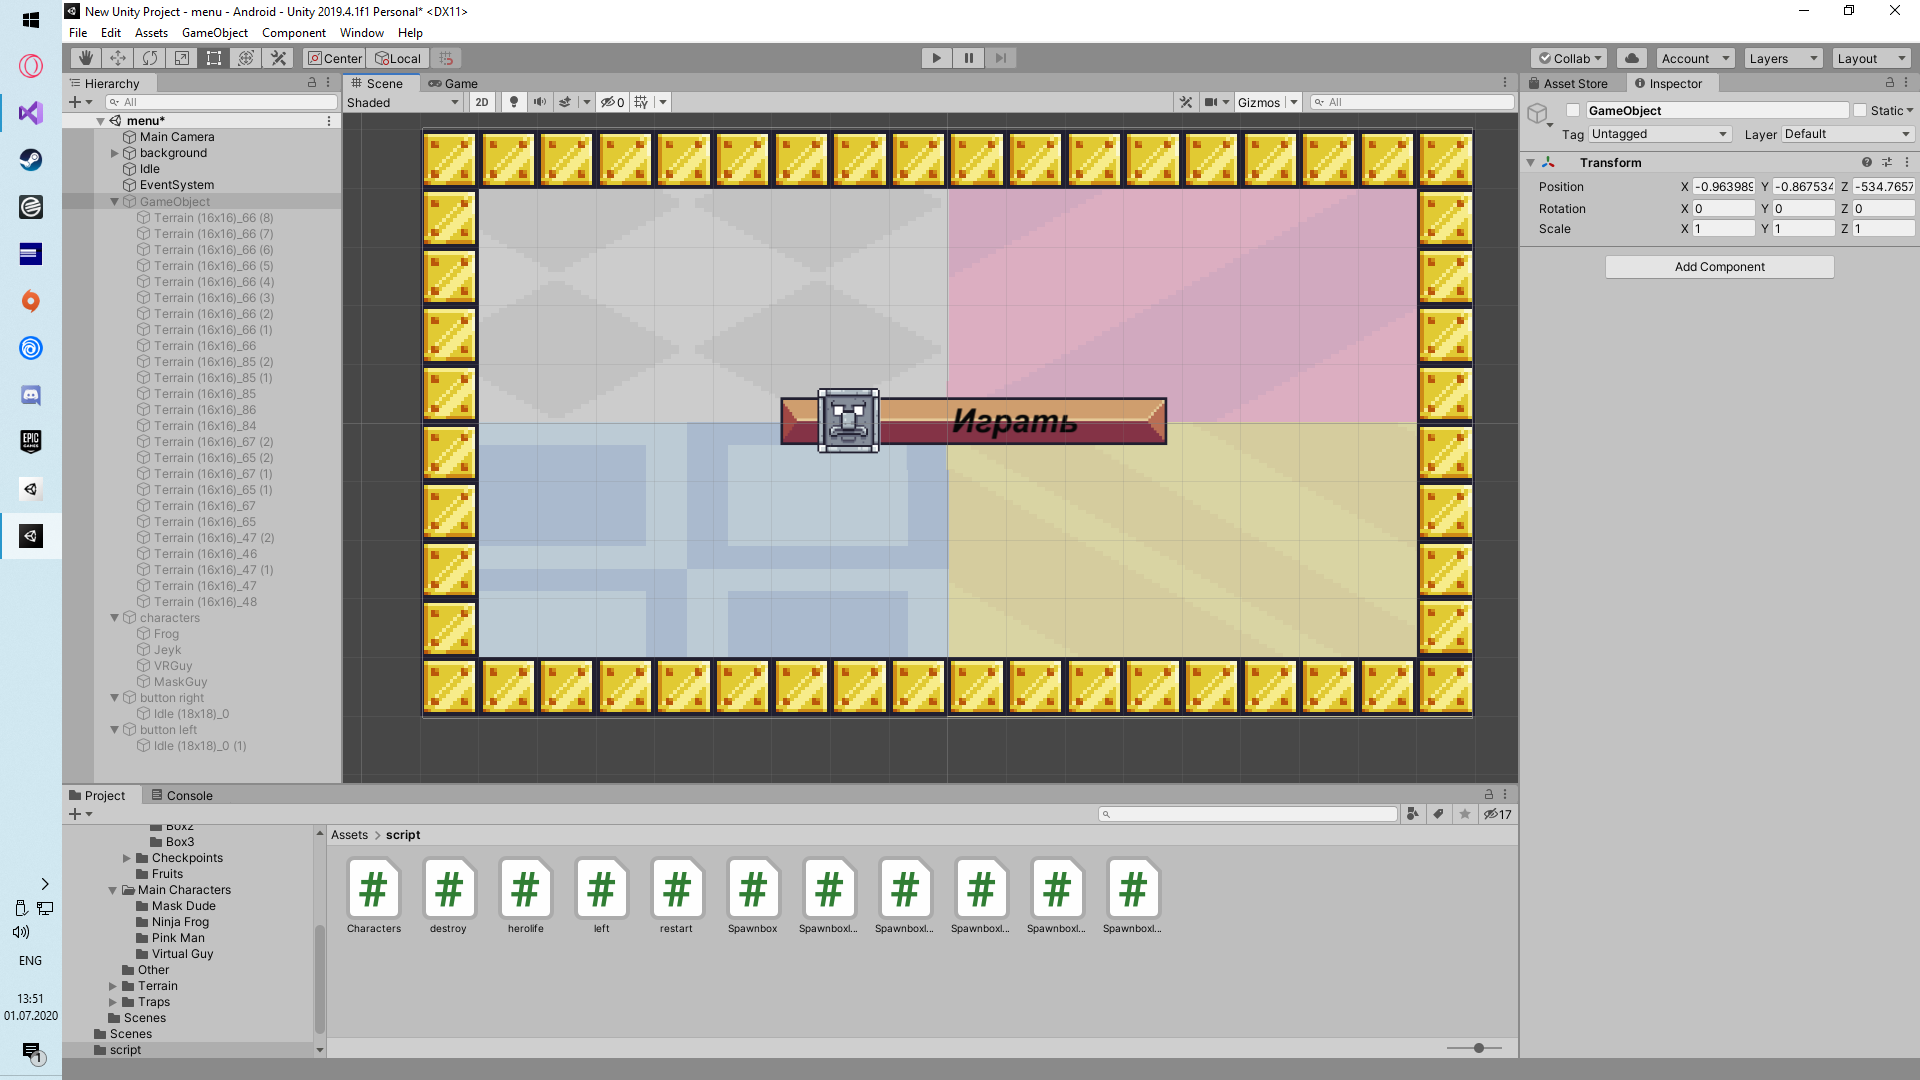 New Unity Project - menu - Android - Unity 2019.4.1f1 Personal* <DX11>
File Edit Assets GameObject Component Window Help
Center Local Collab Account Layers Layout
Hierarchy
All
menu*
Main Camera
background
Idle
EventSystem
GameObject
Terrain (16x16)_66 (8)
Terrain (16x16)_66 (7)
Terrain (16x16)_66 (6)
Terrain (16x16)_66 (5)
Terrain (16x16)_66 (4)
Terrain (16x16)_66 (3)
Terrain (16x16)_66 (2)
Terrain (16x16)_66 (1)
Terrain (16x16)_66
Terrain (16x16)_85 (2)
Terrain (16x16)_85 (1)
Terrain (16x16)_85
Terrain (16x16)_86
Terrain (16x16)_84
Terrain (16x16)_67 (2)
Terrain (16x16)_65 (2)
Terrain (16x16)_67 (1)
Terrain (16x16)_65 (1)
Terrain (16x16)_67
Terrain (16x16)_65
Terrain (16x16)_47 (2)
Terrain (16x16)_46
Terrain (16x16)_47 (1)
Terrain (16x16)_47
Terrain (16x16)_48
characters
Frog
Jeyk
VRGuy
MaskGuy
button right
Idle (18x18)_0
button left
Idle (18x18)_0 (1)
Scene Game
Shaded 2D 0 Gizmos All
Играть
Asset Store Inspector
GameObject Static
Tag Untagged Layer Default
Transform
Position X -0.963989 Y -0.867534 Z -534.7657
Rotation X 0 Y 0 Z 0
Scale X 1 Y 1 Z 1
Add Component
Project Console
17
Box2
Box3
Checkpoints
Fruits
Main Characters
Mask Dude
Ninja Frog
Pink Man
Virtual Guy
Other
Terrain
Traps
Scenes
Scenes
script
Assets > script
Characters destroy herolife left restart Spawnbox Spawnboxl... Spawnboxl... Spawnboxl... Spawnboxl... Spawnboxl...
EPIC GAMES
ENG
13:51
01.07.2020
1